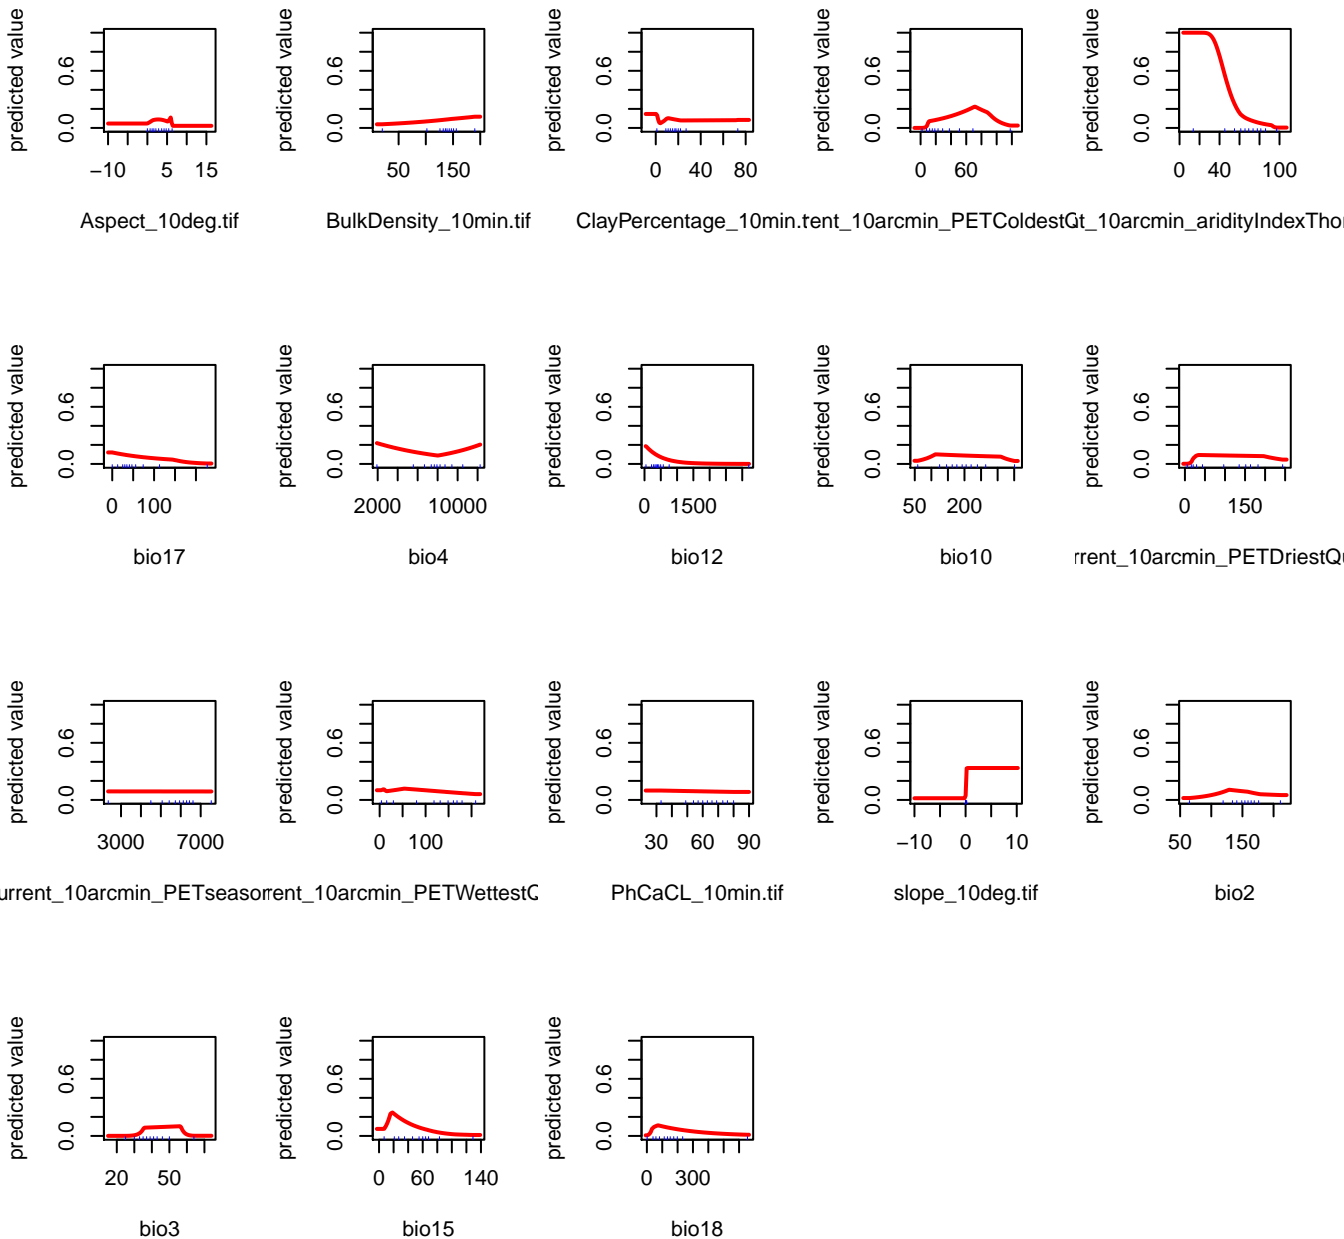 predicted value
0.0 0.6
−10 5 15
Aspect_10deg.tif
predicted value
0.0 0.6
50 150
BulkDensity_10min.tif
predicted value
0.0 0.6
0 40 80
ClayPercentage_10min.t
predicted value
0.0 0.6
0 60
rent_10arcmin_PETColdestQ
predicted value
0.0 0.6
0 40 100
t_10arcmin_aridityIndexThor
predicted value
0.0 0.6
0 100
bio17
predicted value
0.0 0.6
2000 10000
bio4
predicted value
0.0 0.6
0 1500
bio12
predicted value
0.0 0.6
50 200
bio10
predicted value
0.0 0.6
0 150
rrent_10arcmin_PETDriestQu
predicted value
0.0 0.6
3000 7000
urrent_10arcmin_PETseason
predicted value
0.0 0.6
0 100
rent_10arcmin_PETWettestQ
predicted value
0.0 0.6
30 60 90
PhCaCL_10min.tif
predicted value
0.0 0.6
−10 0 10
slope_10deg.tif
predicted value
0.0 0.6
50 150
bio2
predicted value
0.0 0.6
20 50
bio3
predicted value
0.0 0.6
0 60 140
bio15
predicted value
0.0 0.6
0 300
bio18